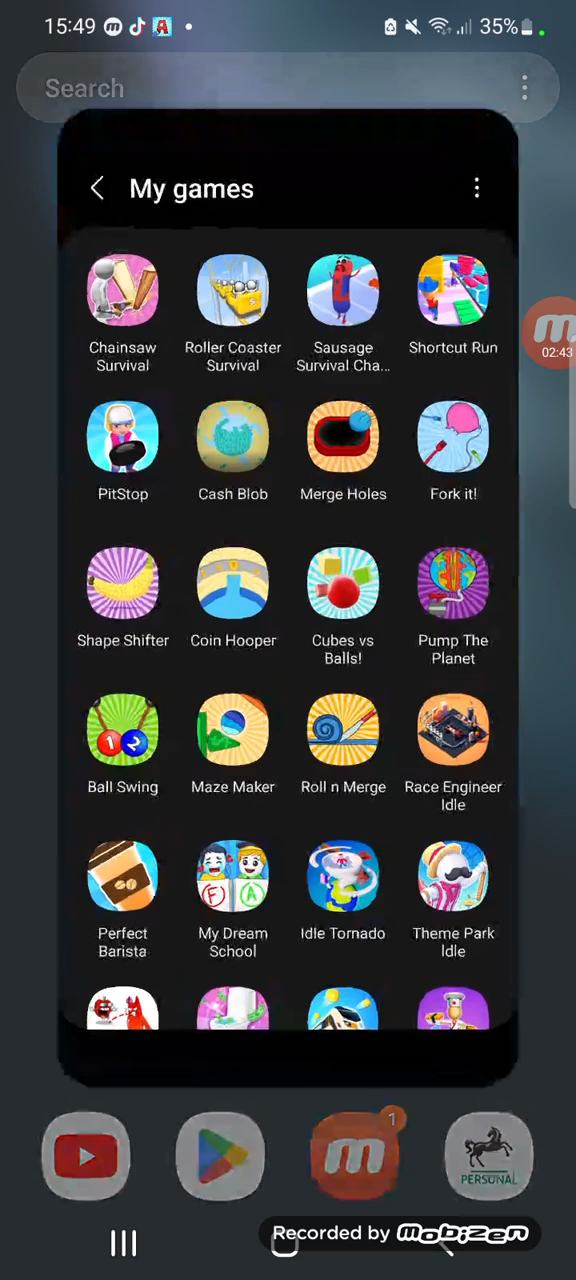 15:49
35%
Search
My games
Chainsaw Survival
Roller Coaster Survival
Sausage Survival Cha...
Shortcut Run
PitStop
Cash Blob
Merge Holes
Fork it!
Shape Shifter
Coin Hooper
Cubes vs Balls!
Pump The Planet
1 2
Ball Swing
Maze Maker
Roll n Merge
Race Engineer Idle
F A
Perfect Barista
My Dream School
Idle Tornado
Theme Park Idle
02:43
1
PERSONAL
Recorded by mobizen